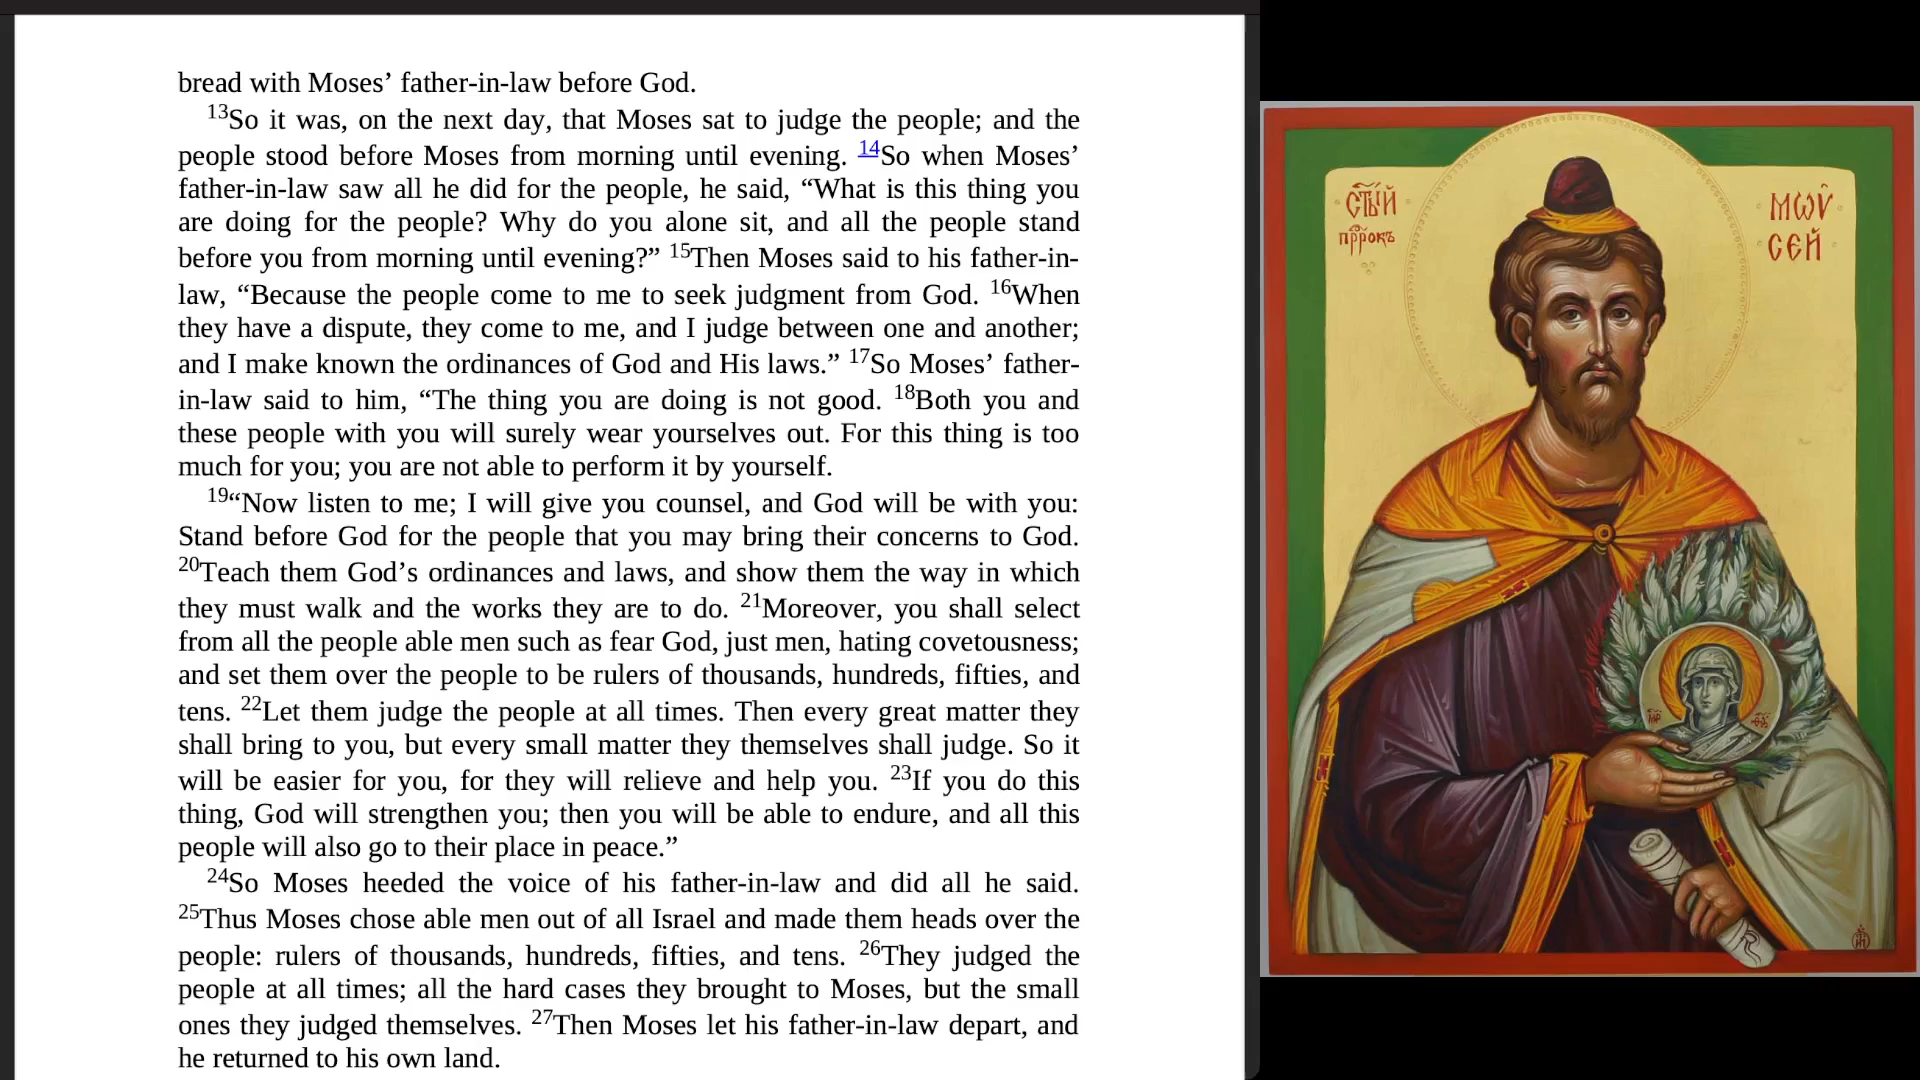 bread with Moses’ father-in-law before God.
13So it was, on the next day, that Moses sat to judge the people; and the
people stood before Moses from morning until evening. 14So when Moses’
father-in-law saw all he did for the people, he said, “What is this thing you
are doing for the people? Why do you alone sit, and all the people stand
before you from morning until evening?” 15Then Moses said to his father-in-
law, “Because the people come to me to seek judgment from God. 16When
they have a dispute, they come to me, and I judge between one and another;
and I make known the ordinances of God and His laws.” 17So Moses’ father-
in-law said to him, “The thing you are doing is not good. 18Both you and
these people with you will surely wear yourselves out. For this thing is too
much for you; you are not able to perform it by yourself.
19“Now listen to me; I will give you counsel, and God will be with you:
Stand before God for the people that you may bring their concerns to God.
20Teach them God’s ordinances and laws, and show them the way in which
they must walk and the works they are to do. 21Moreover, you shall select
from all the people able men such as fear God, just men, hating covetousness;
and set them over the people to be rulers of thousands, hundreds, fifties, and
tens. 22Let them judge the people at all times. Then every great matter they
shall bring to you, but every small matter they themselves shall judge. So it
will be easier for you, for they will relieve and help you. 23If you do this
thing, God will strengthen you; then you will be able to endure, and all this
people will also go to their place in peace.”
24So Moses heeded the voice of his father-in-law and did all he said.
25Thus Moses chose able men out of all Israel and made them heads over the
people: rulers of thousands, hundreds, fifties, and tens. 26They judged the
people at all times; all the hard cases they brought to Moses, but the small
ones they judged themselves. 27Then Moses let his father-in-law depart, and
he returned to his own land.
СТЫЙ
прркъ
МѠѴ
СЕЙ